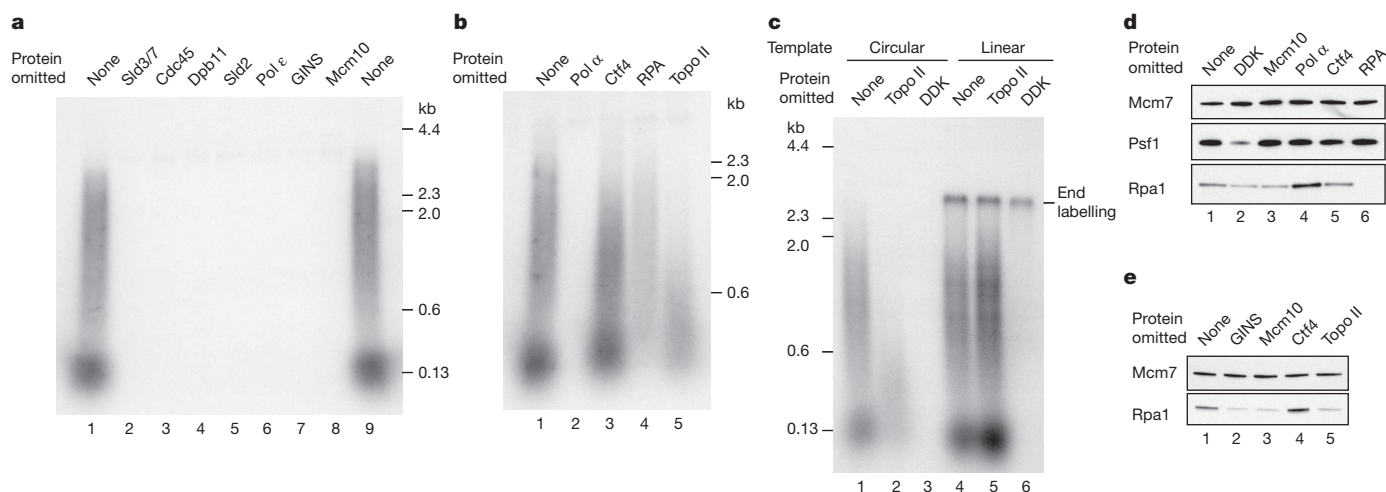 a
Protein omitted
None Sld3/7 Cdc45 Dpb11 Sld2 Pol ε GINS Mcm10 None
kb
4.4
2.3
2.0
0.6
0.13
1 2 3 4 5 6 7 8 9
b
Protein omitted
None Pol α Ctf4 RPA Topo II
kb
2.3
2.0
0.6
1 2 3 4 5
c
Template Circular Linear
Protein omitted
None Topo II DDK None Topo II DDK
kb
4.4
2.3
2.0
0.6
0.13
End labelling
1 2 3 4 5 6
d
Protein omitted
None DDK Mcm10 Pol α Ctf4 RPA
Mcm7
Psf1
Rpa1
1 2 3 4 5 6
e
Protein omitted
None GINS Mcm10 Ctf4 Topo II
Mcm7
Rpa1
1 2 3 4 5